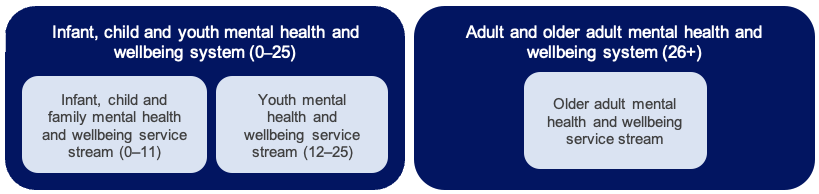 Infant, child and youth mental health and
wellbeing system (0–25)
Infant, child and
family mental health
and wellbeing service
stream (0–11)
Youth mental
health and
wellbeing service
stream (12–25)
Adult and older adult mental health and
wellbeing system (26+)
Older adult mental
health and wellbeing
service stream